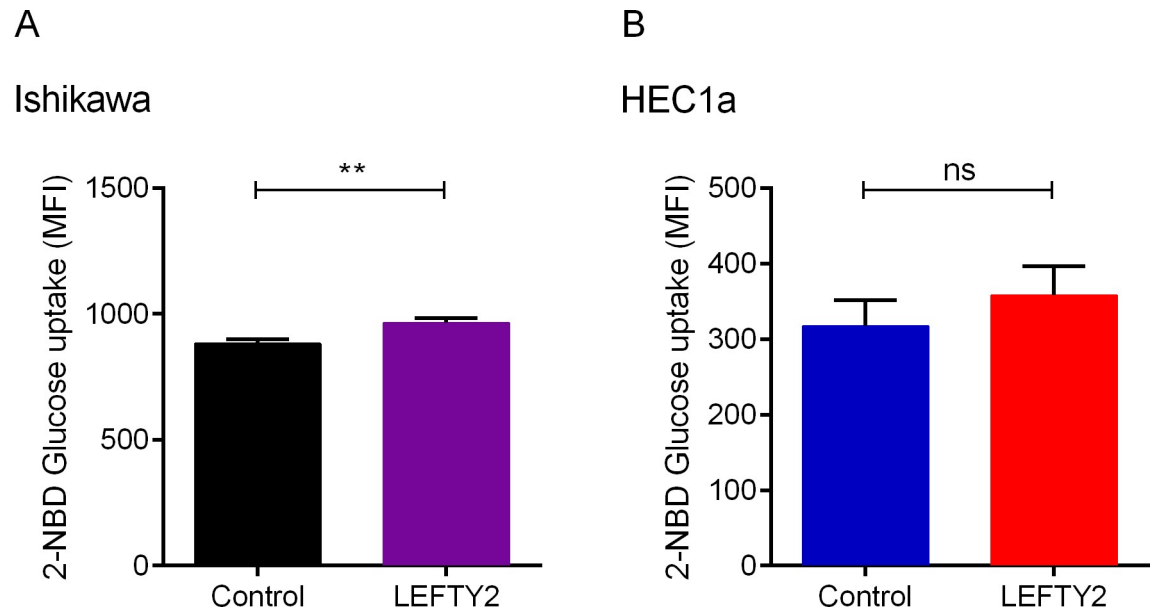 A
Ishikawa
2-NBD Glucose uptake (MFI)
**
1500
1000
500
0
Control
LEFTY2
B
HEC1a
2-NBD Glucose uptake (MFI)
ns
500
400
300
200
100
0
Control
LEFTY2